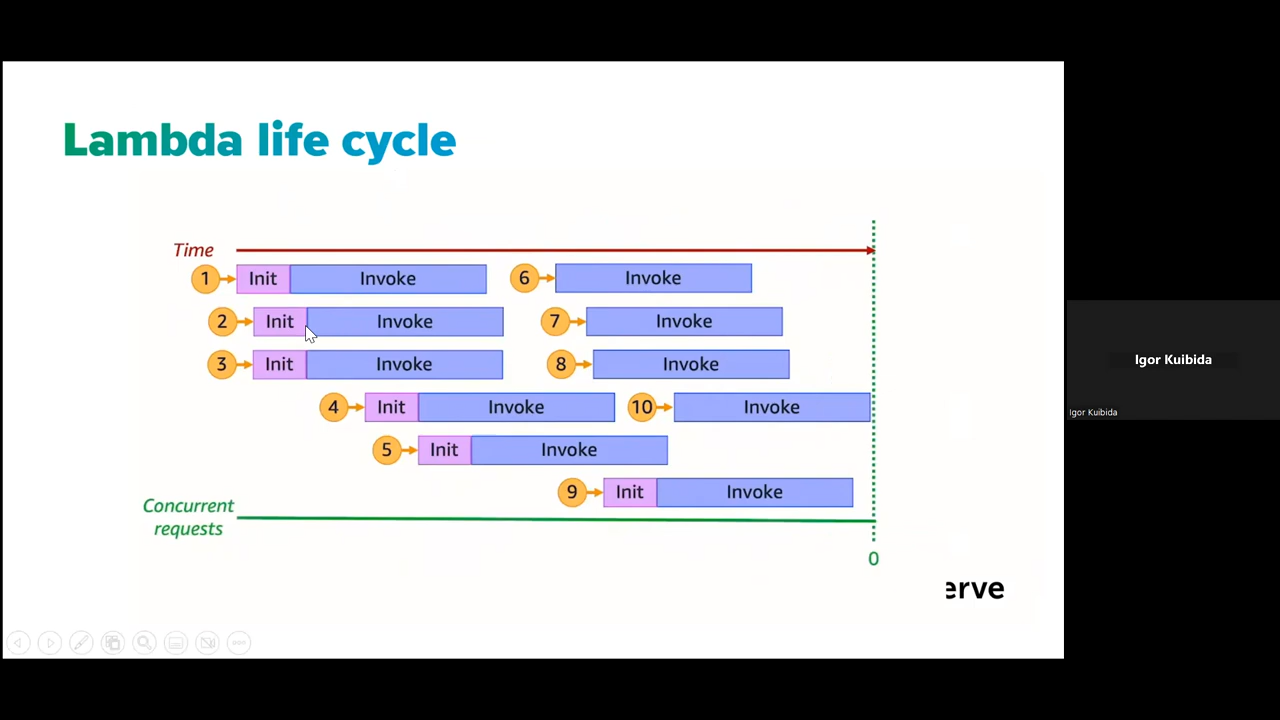 Lambda life cycle
Time
1 Init Invoke 6 Invoke
2 Init Invoke 7 Invoke
3 Init Invoke 8 Invoke
4 Init Invoke 10 Invoke
5 Init Invoke
9 Init Invoke
Concurrent
requests
0
erve
Igor Kuibida
Igor Kuibida